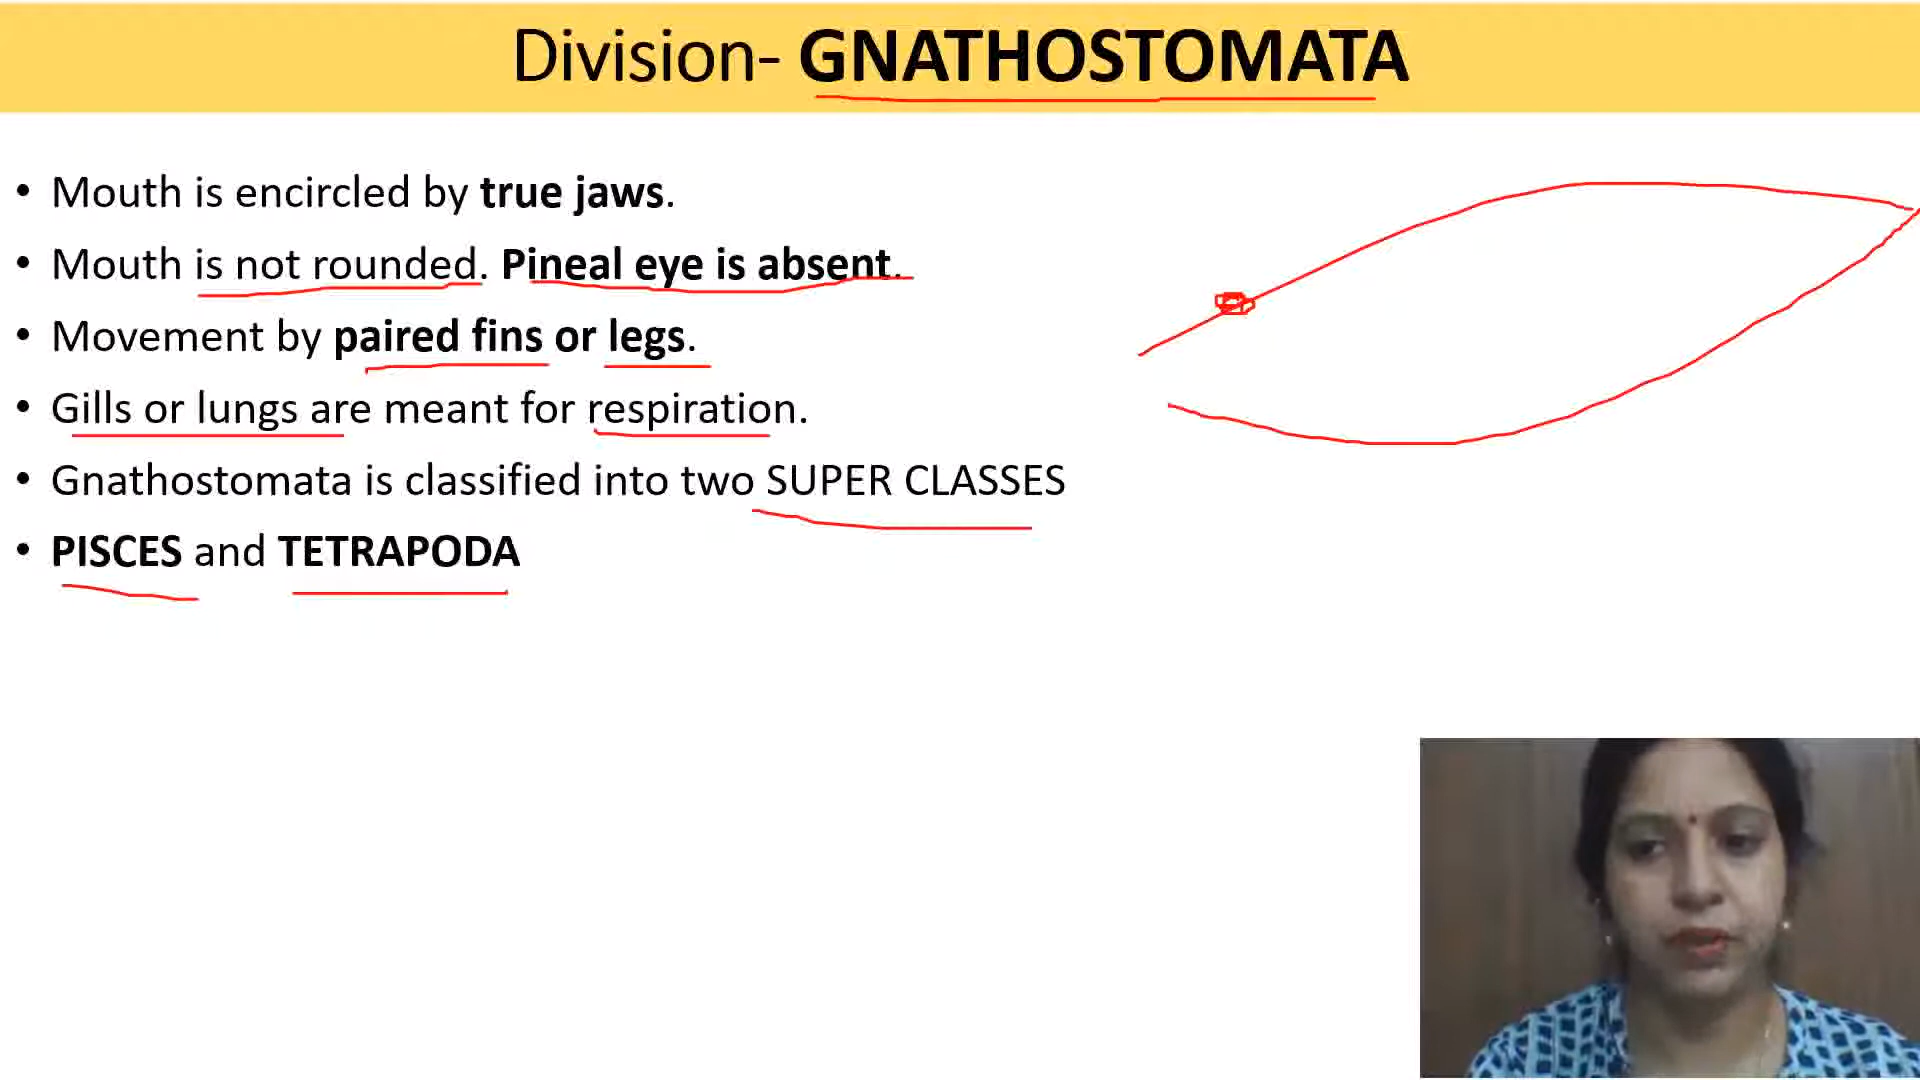 Division- GNATHOSTOMATA
• Mouth is encircled by true jaws.
• Mouth is not rounded. Pineal eye is absent.
• Movement by paired fins or legs.
• Gills or lungs are meant for respiration.
• Gnathostomata is classified into two SUPER CLASSES
• PISCES and TETRAPODA